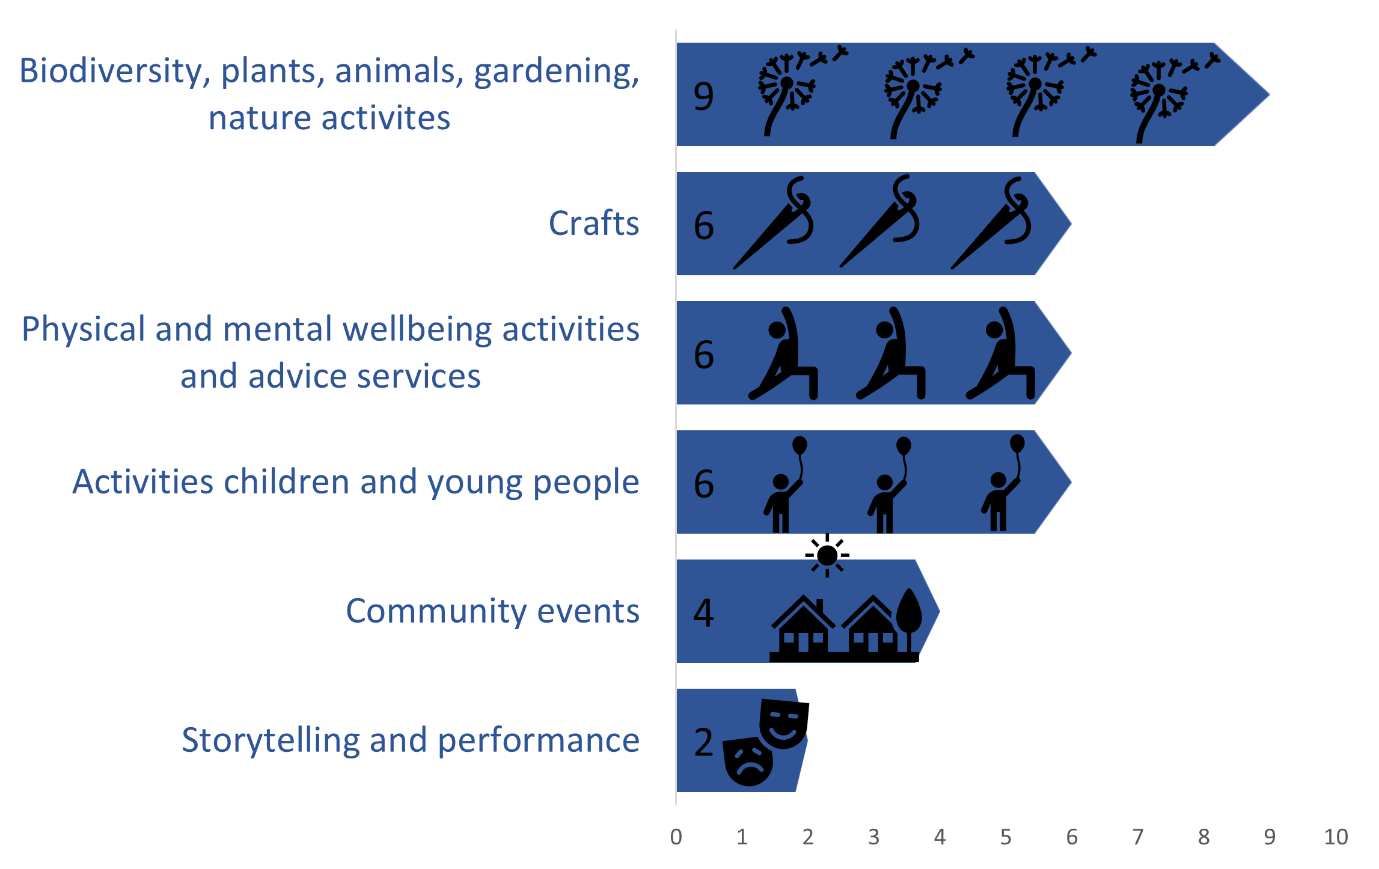 Biodiversity, plants, animals, gardening,
nature activites
9
Crafts
6
Physical and mental wellbeing activities
and advice services
6
Activities children and young people
6
Community events
4
Storytelling and performance
2
0 1 2 3 4 5 6 7 8 9 10